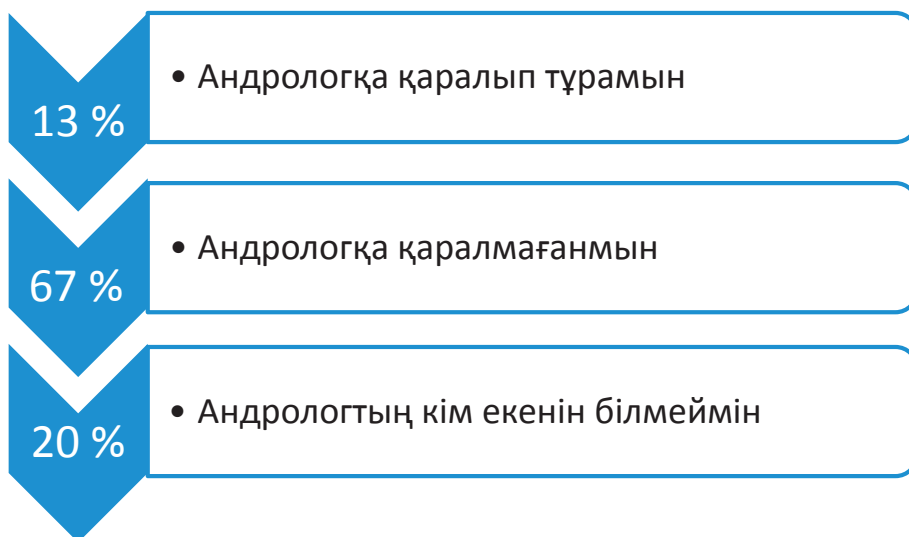 13 %
• Андрологқа қаралып тұрамын
67 %
• Андрологқа қаралмағанмын
20 %
• Андрологтың кім екенін білмеймін